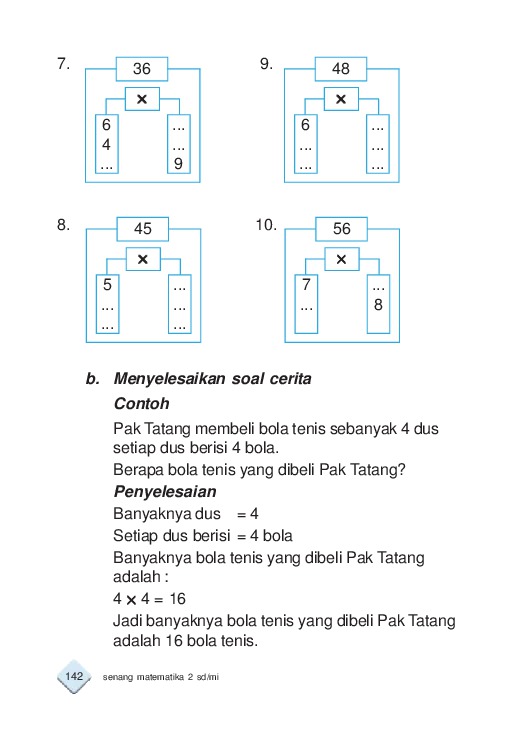 7.
36
×
6 ...
4 ...
... 9
9.
48
×
6 ...
... ...
... ...
8.
45
×
5 ...
... ...
... ...
10.
56
×
7 ...
... 8
b. Menyelesaikan soal cerita
Contoh
Pak Tatang membeli bola tenis sebanyak 4 dus
setiap dus berisi 4 bola.
Berapa bola tenis yang dibeli Pak Tatang?
Penyelesaian
Banyaknya dus = 4
Setiap dus berisi = 4 bola
Banyaknya bola tenis yang dibeli Pak Tatang
adalah :
4 × 4 = 16
Jadi banyaknya bola tenis yang dibeli Pak Tatang
adalah 16 bola tenis.
142 senang matematika 2 sd/mi